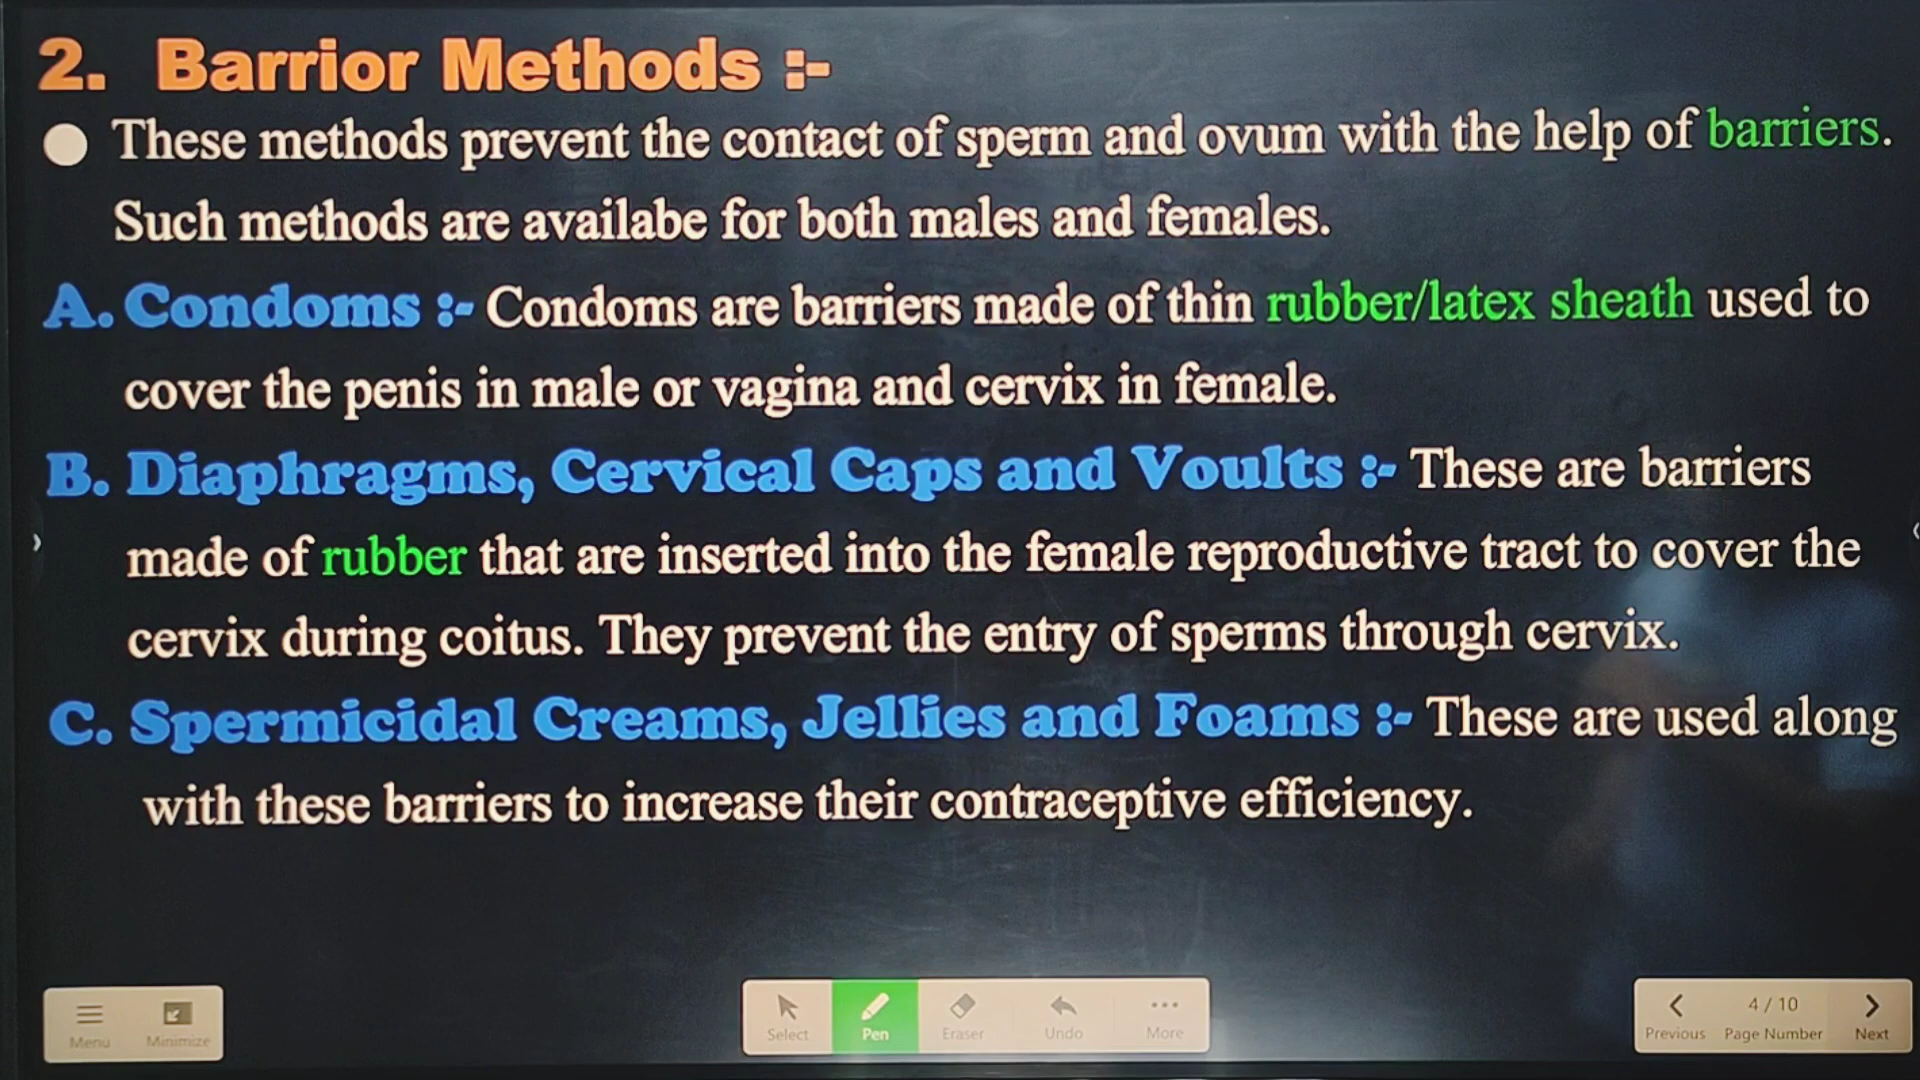 2. Barrior Methods :-
These methods prevent the contact of sperm and ovum with the help of barriers.
Such methods are availabe for both males and females.
A. Condoms :- Condoms are barriers made of thin rubber/latex sheath used to
cover the penis in male or vagina and cervix in female.
B. Diaphragms, Cervical Caps and Voults :- These are barriers
made of rubber that are inserted into the female reproductive tract to cover the
cervix during coitus. They prevent the entry of sperms through cervix.
C. Spermicidal Creams, Jellies and Foams :- These are used along
with these barriers to increase their contraceptive efficiency.
4 / 10
Menu Minimize Select Pen Eraser Undo More Previous Page Number Next